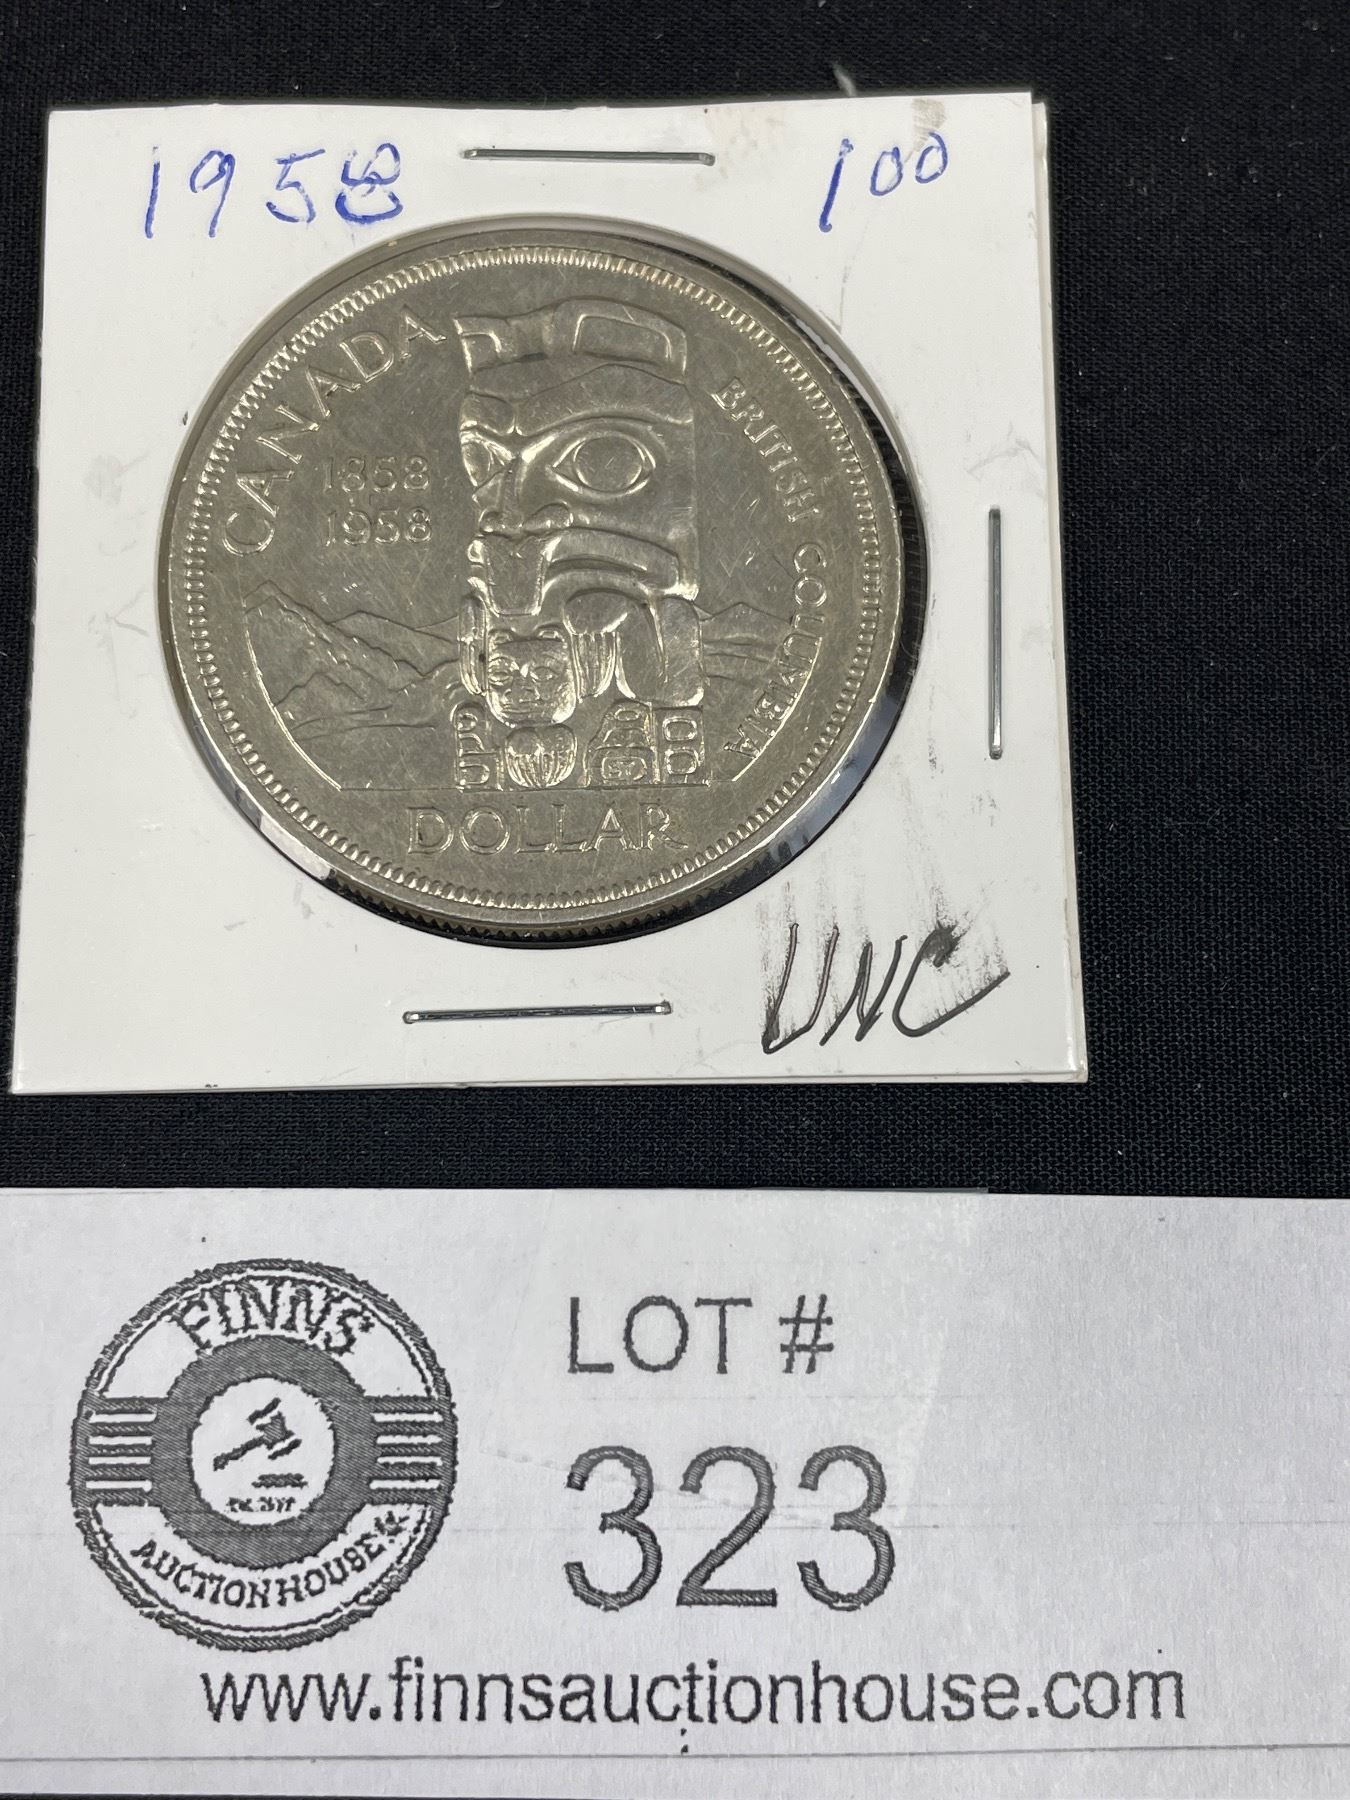 1958 100
CANADA
1858
1958
BRITISH COLUMBIA
DOLLAR
UNC
FINNS
AUCTION HOUSE
LOT #
323
www.finnsauctionhouse.com